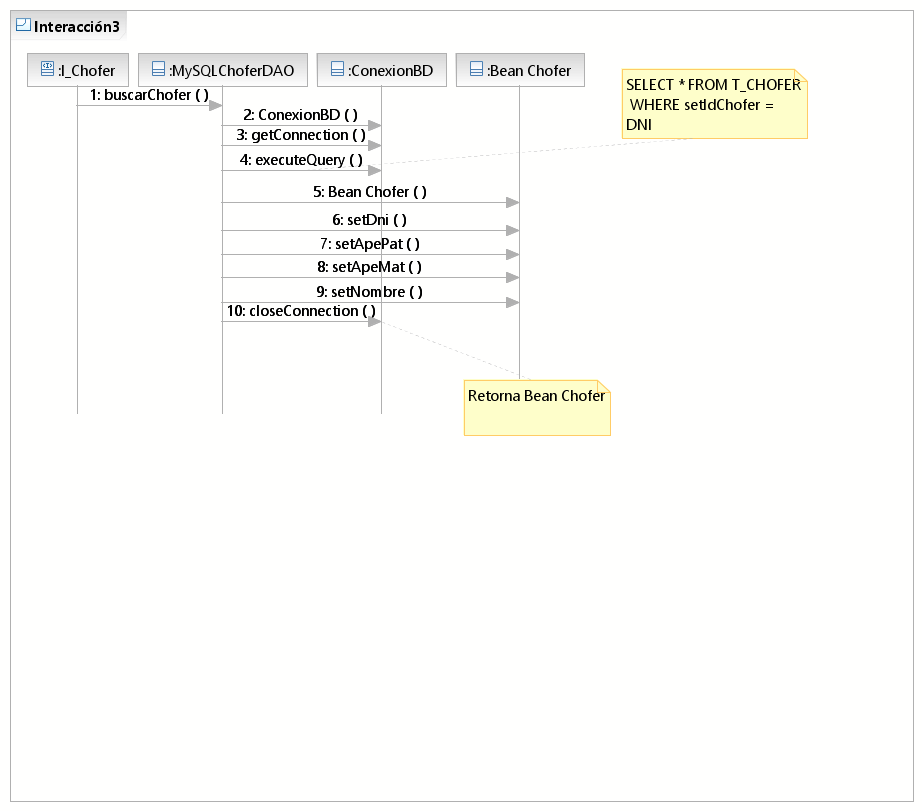 Interacción3
:I_Chofer
:MySQLChoferDAO
:ConexionBD
:Bean Chofer
SELECT * FROM T_CHOFER
WHERE setIdChofer =
DNI
1: buscarChofer ( )
2: ConexionBD ( )
3: getConnection ( )
4: executeQuery ( )
5: Bean Chofer ( )
6: setDni ( )
7: setApePat ( )
8: setApeMat ( )
9: setNombre ( )
10: closeConnection ( )
Retorna Bean Chofer